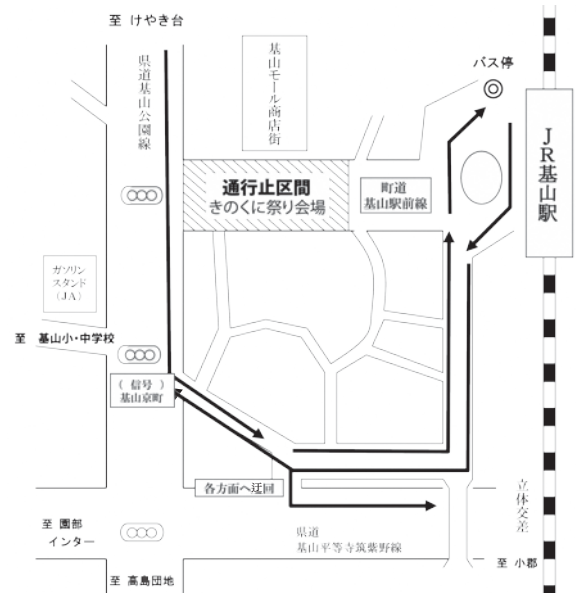 至 けやき台
県道基山公園線
基山モール商店街
バス停
JR基山駅
通行止区間
きのくに祭り会場
町道
基山駅前線
ガソリン
スタンド
(JA)
至 基山小・中学校
(信号)
基山京町
各方面へ迂回
立体交差
至 園部
インター
県道
基山平等寺筑紫野線
至 小郡
至 高島団地